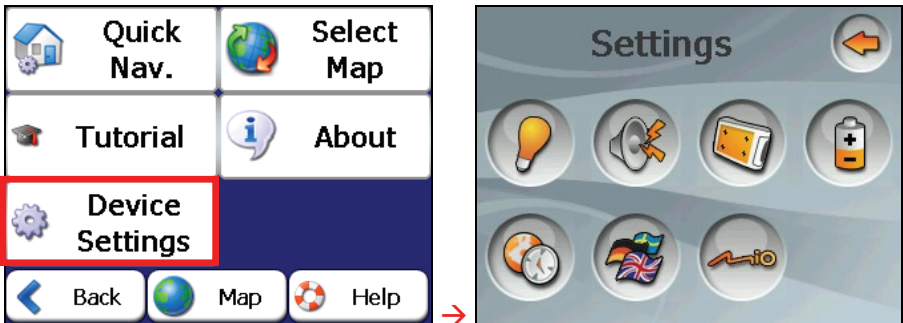 Quick
Nav.
Select
Map
Tutorial
About
Device
Settings
Back
Map
Help
→
Settings
mio